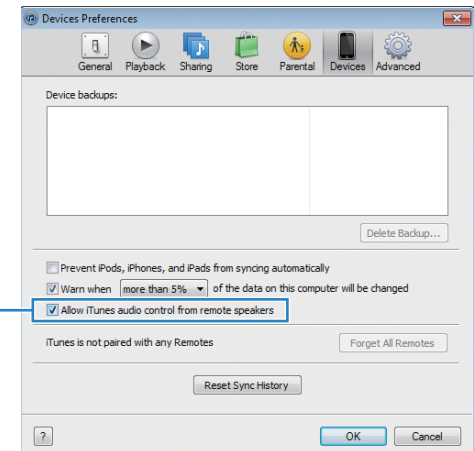 Devices Preferences
General Playback Sharing Store Parental Devices Advanced
Device backups:
Delete Backup...
Prevent iPods, iPhones, and iPads from syncing automatically
Warn when more than 5% of the data on this computer will be changed
Allow iTunes audio control from remote speakers
iTunes is not paired with any Remotes Forget All Remotes
Reset Sync History
? OK Cancel